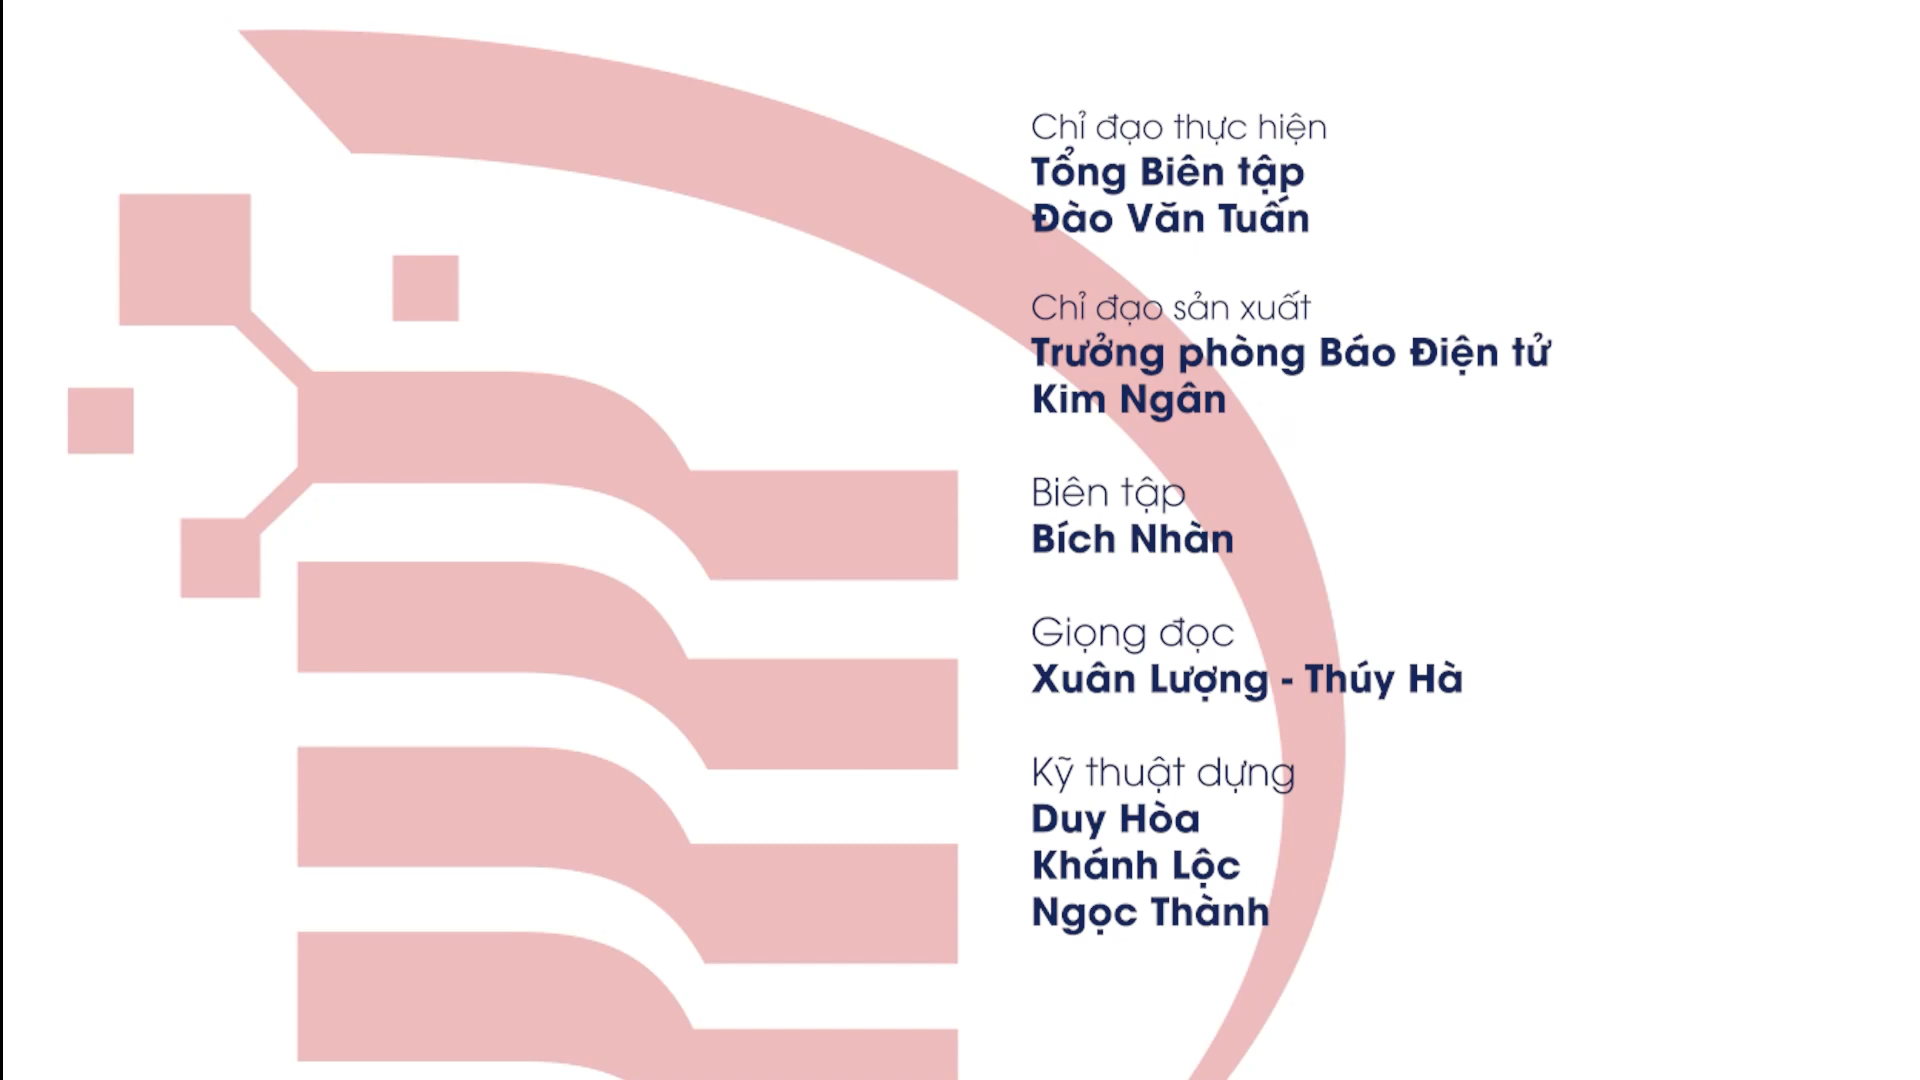 Chỉ đạo thực hiện
Tổng Biên tập
Đào Văn Tuấn
Chỉ đạo sản xuất
Trưởng phòng Báo Điện tử
Kim Ngân
Biên tập
Bích Nhàn
Giọng đọc
Xuân Lượng - Thúy Hà
Kỹ thuật dựng
Duy Hòa
Khánh Lộc
Ngọc Thành